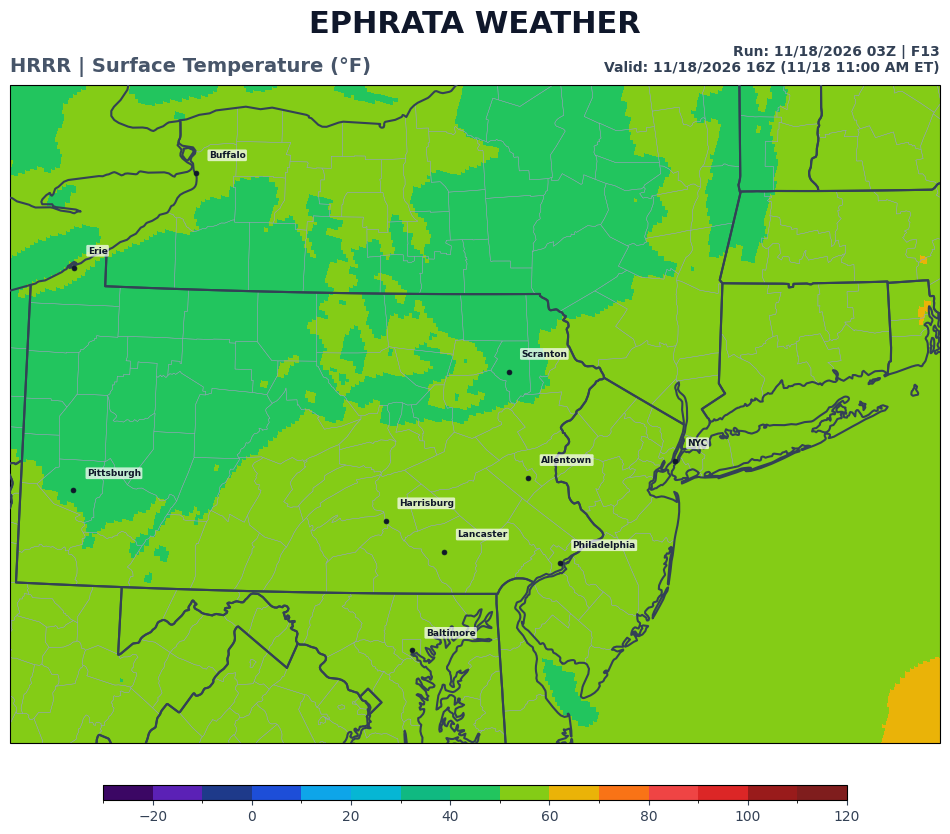 EPHRATA WEATHER
HRRR | Surface Temperature (°F)
Run: 11/18/2026 03Z | F13
Valid: 11/18/2026 16Z (11/18 11:00 AM ET)
Buffalo
Erie
Scranton
NYC
Allentown
Pittsburgh
Harrisburg
Lancaster
Philadelphia
Baltimore
−20 0 20 40 60 80 100 120